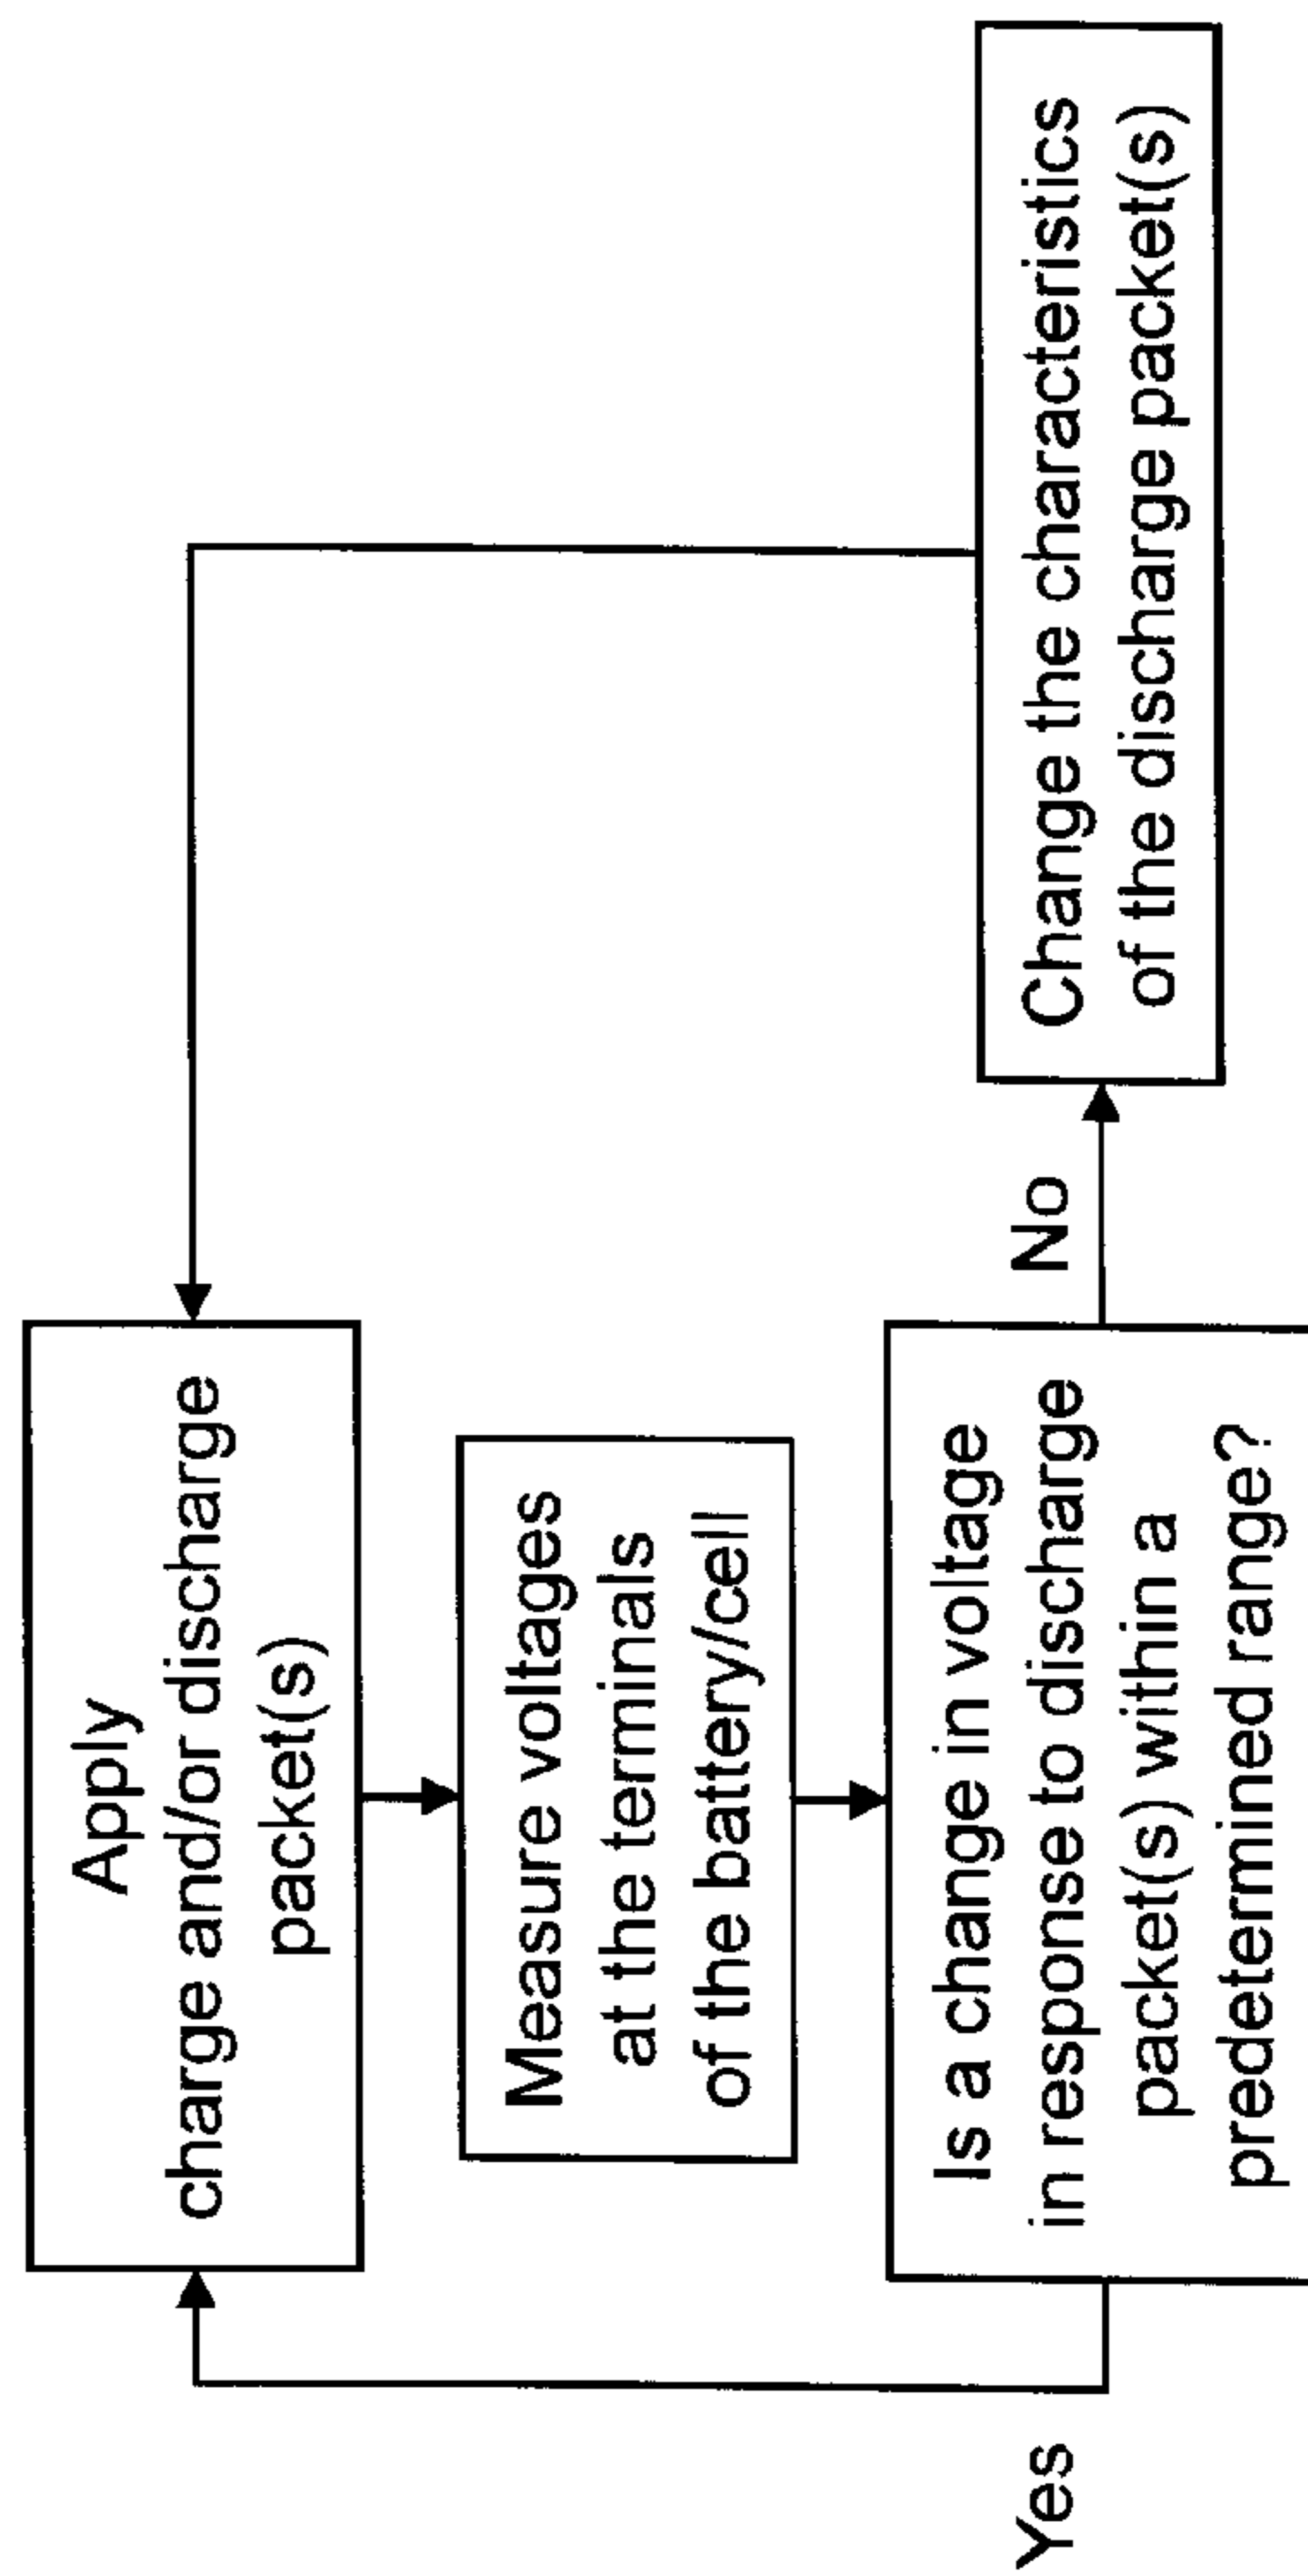 Apply
charge and/or discharge
packet(s)
Measure voltages
at the terminals
of the battery/cell
Is a change in voltage
in response to discharge
packet(s) within a
predetermined range?
Yes
No
Change the characteristics
of the discharge packet(s)